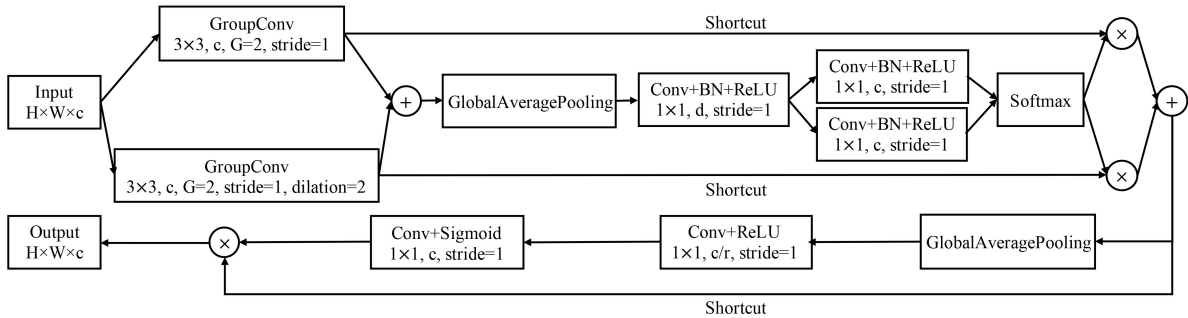 GroupConv
3×3, c, G=2, stride=1
Shortcut
×
Input
H×W×c
+
GlobalAveragePooling
Conv+BN+ReLU
1×1, d, stride=1
Conv+BN+ReLU
1×1, c, stride=1
Conv+BN+ReLU
1×1, c, stride=1
Softmax
+
GroupConv
3×3, c, G=2, stride=1, dilation=2
Shortcut
×
Output
H×W×c
×
Conv+Sigmoid
1×1, c, stride=1
Conv+ReLU
1×1, c/r, stride=1
GlobalAveragePooling
Shortcut